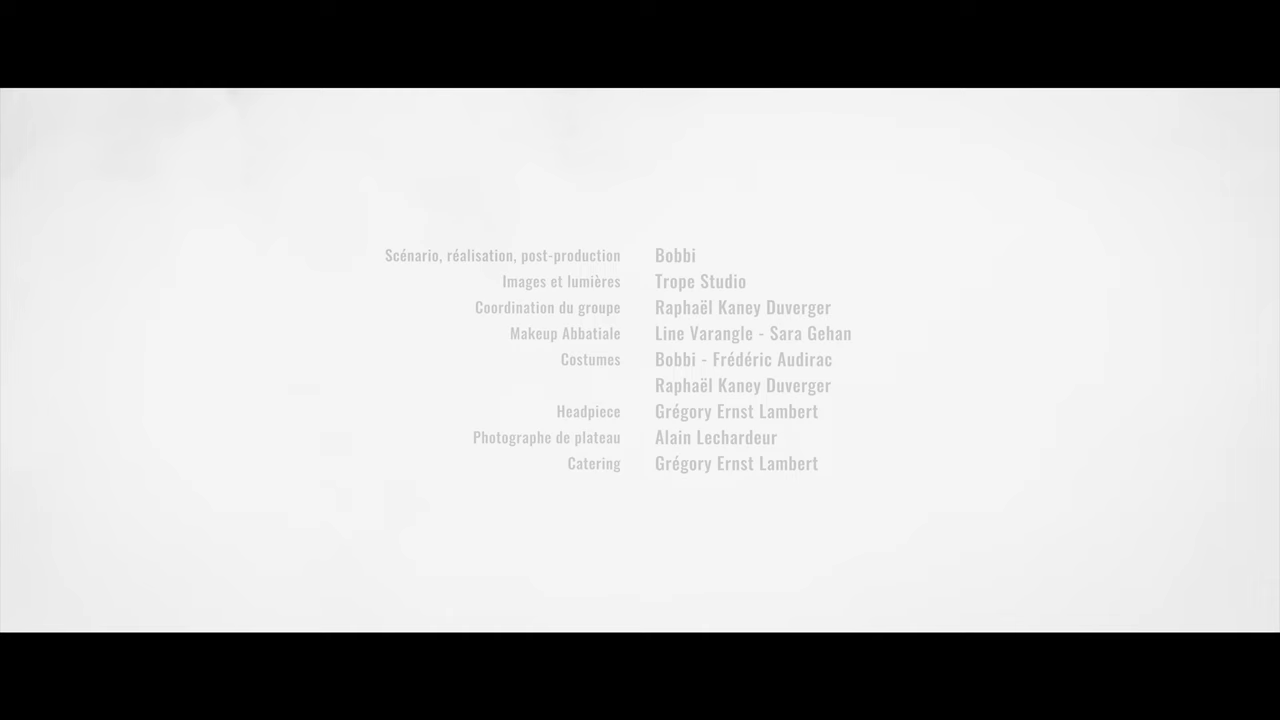 Scénario, réalisation, post-production Bobbi
Images et lumières Trope Studio
Coordination du groupe Raphaël Kaney Duverger
Makeup Abbatiale Line Varangle - Sara Gehan
Costumes Bobbi - Frédéric Audirac
Raphaël Kaney Duverger
Headpiece Grégory Ernst Lambert
Photographe de plateau Alain Lechardeur
Catering Grégory Ernst Lambert